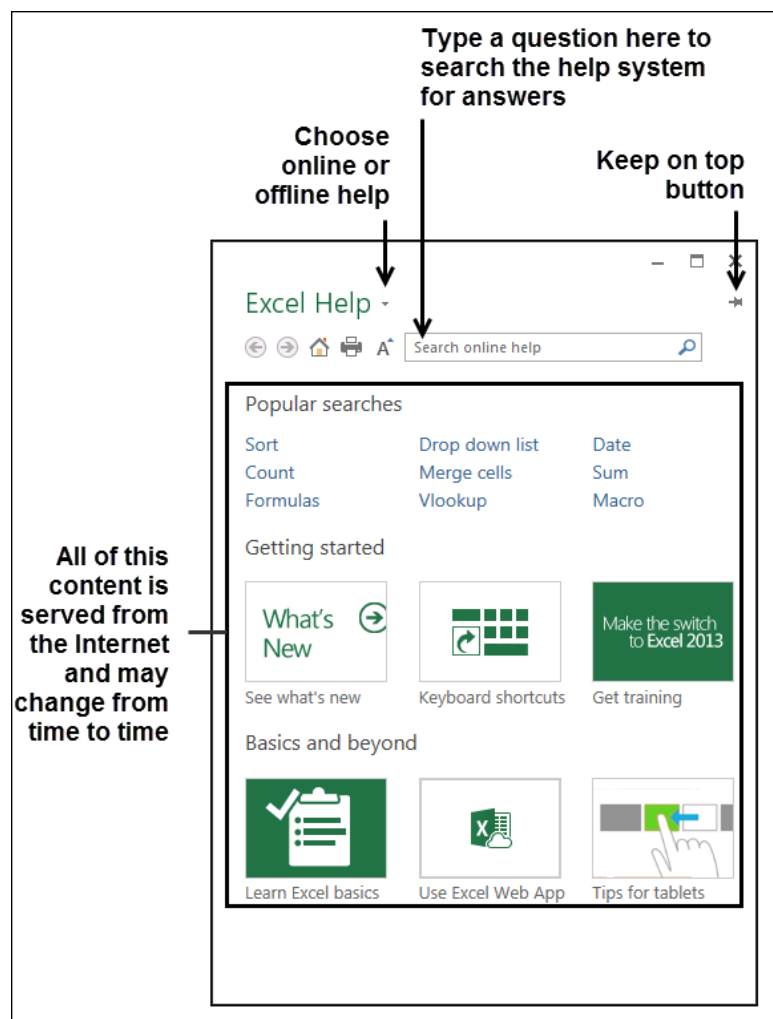 Type a question here to
search the help system
for answers
Choose
online or
offline help
Keep on top
button
Excel Help
A
Search online help
Popular searches
Sort Drop down list Date
Count Merge cells Sum
Formulas Vlookup Macro
Getting started
All of this
content is
served from
the Internet
and may
change from
time to time
What's
New
Make the switch
to Excel 2013
See what's new Keyboard shortcuts Get training
Basics and beyond
X
Learn Excel basics Use Excel Web App Tips for tablets